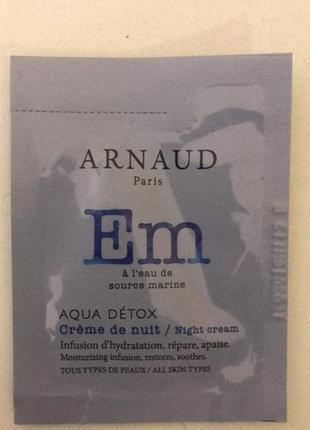 ARNAUD
Paris
Em
à l'eau de
source marine
AQUA DÉTOX
Crème de nuit / Night cream
Infusion d'hydratation, répare, apaise.
Moisturizing infusion, restores, soothes.
TOUS TYPES DE PEAUX / ALL SKIN TYPES